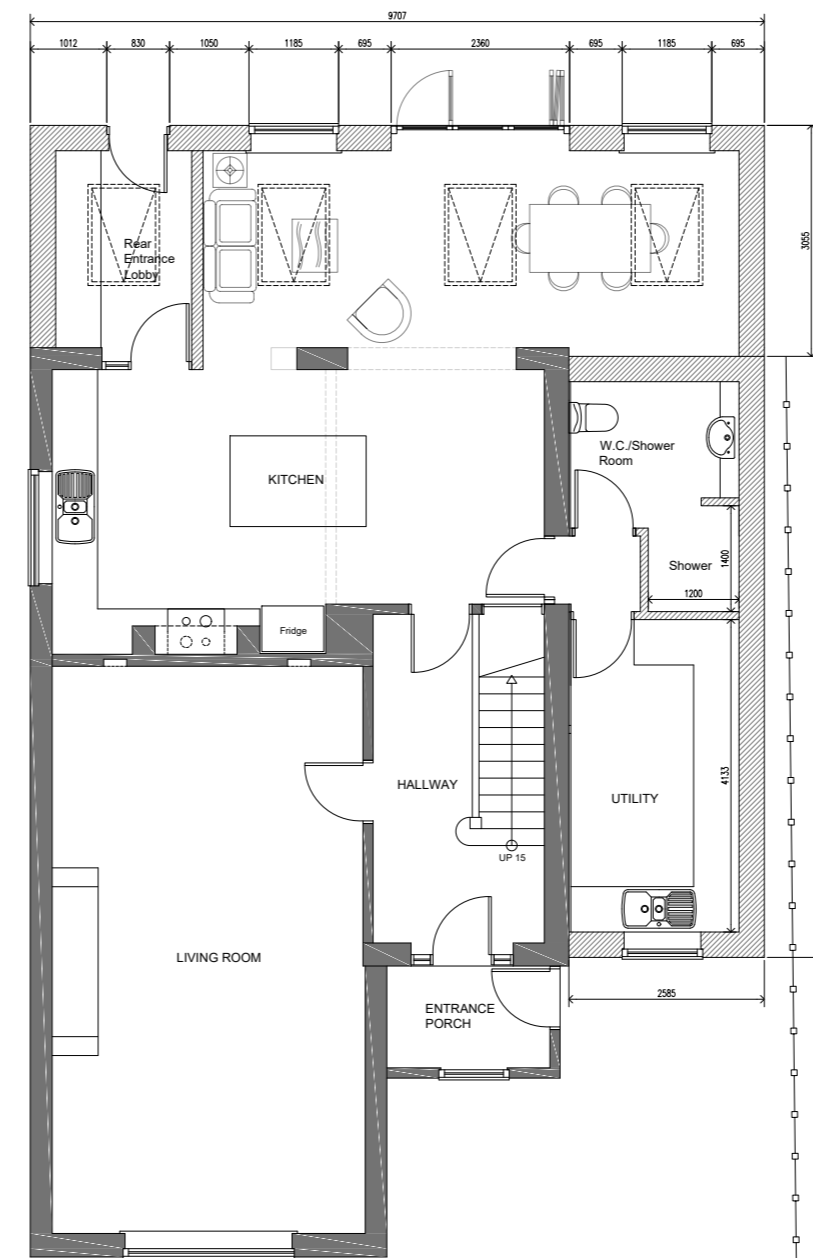 9707
1012
830
1050
1185
695
2360
695
1185
695
3055
Rear
Entrance
Lobby
KITCHEN
W.C./Shower
Room
Shower
1400
1200
Fridge
HALLWAY
UP 15
UTILITY
4133
LIVING ROOM
ENTRANCE
PORCH
2585